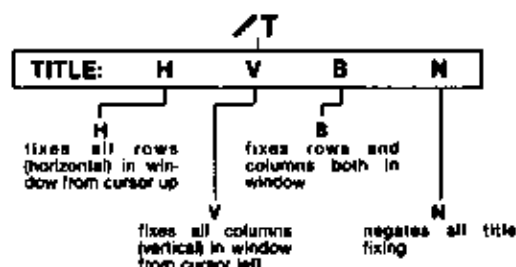 /T
TITLE: H V B N
H
fixes all rows
(horizontal) in win-
dow from cursor up
B
fixes rows and
columns both in
window
V
fixes all columns
(vertical) in window
from cursor left
N
negates all title
fixing